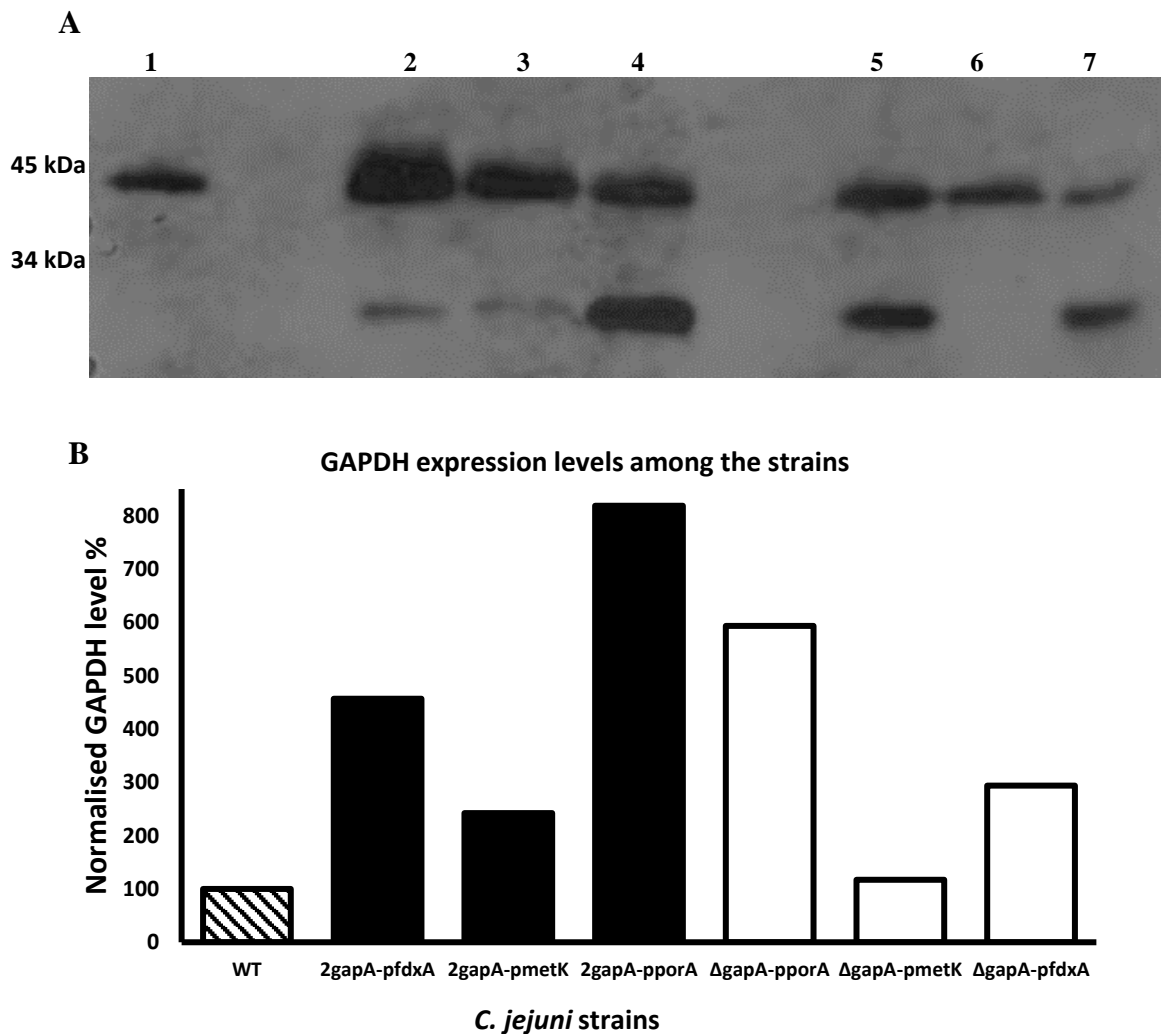 A
1 2 3 4 5 6 7
45 kDa
34 kDa
B
GAPDH expression levels among the strains
Normalised GAPDH level %
800
700
600
500
400
300
200
100
0
WT 2gapA-pfdxA 2gapA-pmetK 2gapA-pporA ΔgapA-pporA ΔgapA-pmetK ΔgapA-pfdxA
C. jejuni strains